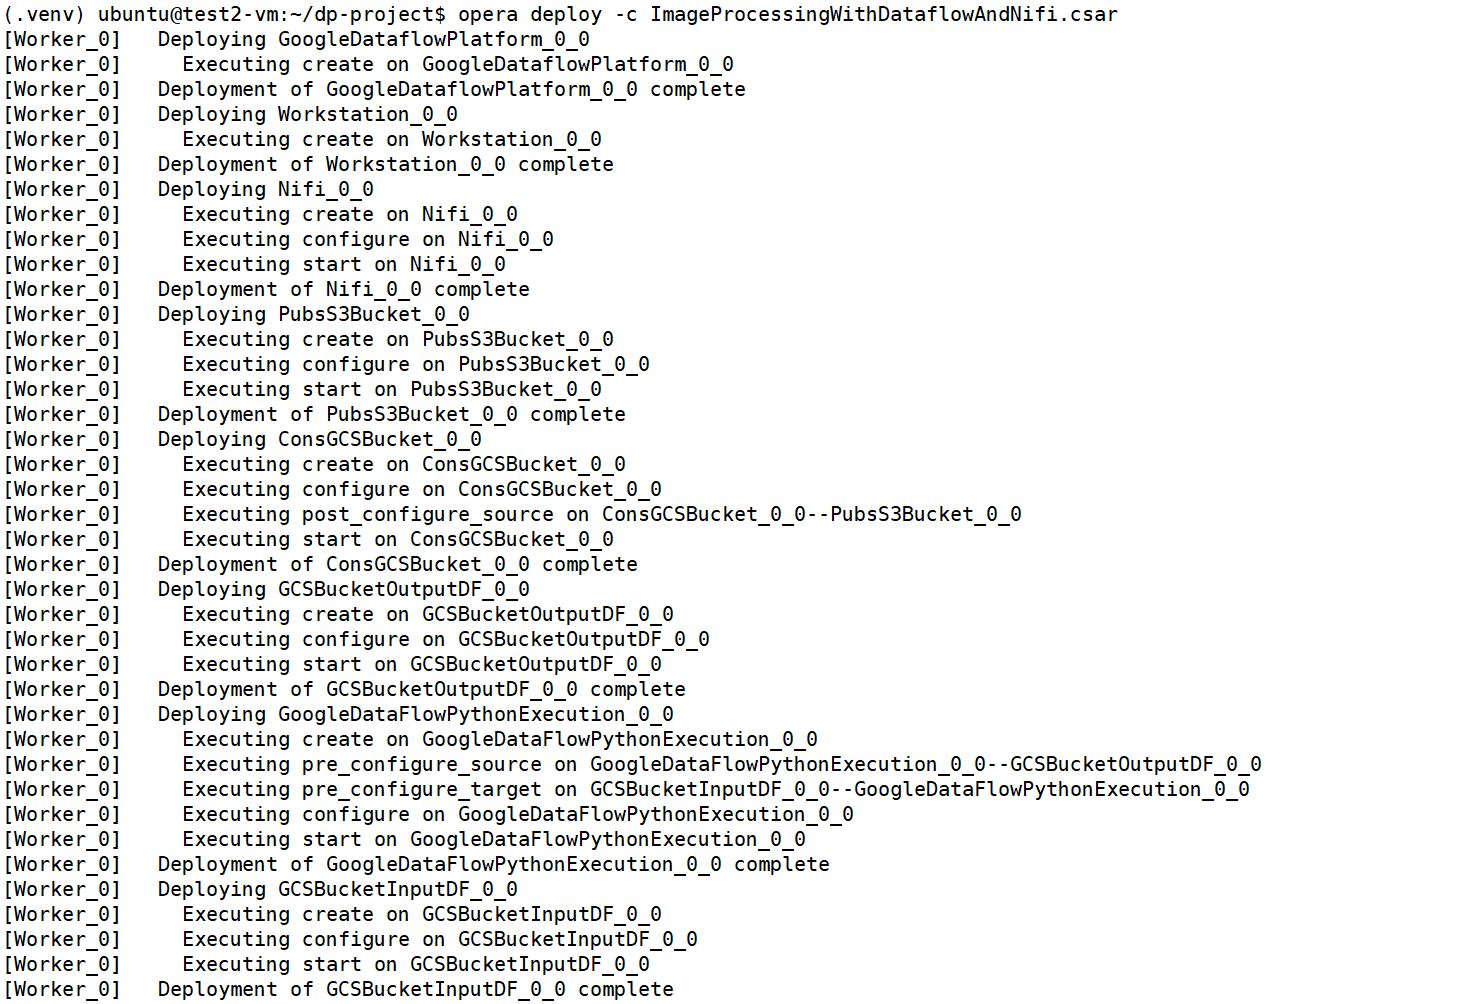 (.venv) ubuntu@test2-vm:~/dp-project$ opera deploy -c ImageProcessingWithDataflowAndNifi.csar
[Worker_0]   Deploying GoogleDataflowPlatform_0_0
[Worker_0]     Executing create on GoogleDataflowPlatform_0_0
[Worker_0]   Deployment of GoogleDataflowPlatform_0_0 complete
[Worker_0]   Deploying Workstation_0_0
[Worker_0]     Executing create on Workstation_0_0
[Worker_0]   Deployment of Workstation_0_0 complete
[Worker_0]   Deploying Nifi_0_0
[Worker_0]     Executing create on Nifi_0_0
[Worker_0]     Executing configure on Nifi_0_0
[Worker_0]     Executing start on Nifi_0_0
[Worker_0]   Deployment of Nifi_0_0 complete
[Worker_0]   Deploying PubsS3Bucket_0_0
[Worker_0]     Executing create on PubsS3Bucket_0_0
[Worker_0]     Executing configure on PubsS3Bucket_0_0
[Worker_0]     Executing start on PubsS3Bucket_0_0
[Worker_0]   Deployment of PubsS3Bucket_0_0 complete
[Worker_0]   Deploying ConsGCSBucket_0_0
[Worker_0]     Executing create on ConsGCSBucket_0_0
[Worker_0]     Executing configure on ConsGCSBucket_0_0
[Worker_0]     Executing post_configure_source on ConsGCSBucket_0_0--PubsS3Bucket_0_0
[Worker_0]     Executing start on ConsGCSBucket_0_0
[Worker_0]   Deployment of ConsGCSBucket_0_0 complete
[Worker_0]   Deploying GCSBucketOutputDF_0_0
[Worker_0]     Executing create on GCSBucketOutputDF_0_0
[Worker_0]     Executing configure on GCSBucketOutputDF_0_0
[Worker_0]     Executing start on GCSBucketOutputDF_0_0
[Worker_0]   Deployment of GCSBucketOutputDF_0_0 complete
[Worker_0]   Deploying GoogleDataFlowPythonExecution_0_0
[Worker_0]     Executing create on GoogleDataFlowPythonExecution_0_0
[Worker_0]     Executing pre_configure_source on GoogleDataFlowPythonExecution_0_0--GCSBucketOutputDF_0_0
[Worker_0]     Executing pre_configure_target on GCSBucketInputDF_0_0--GoogleDataFlowPythonExecution_0_0
[Worker_0]     Executing configure on GoogleDataFlowPythonExecution_0_0
[Worker_0]     Executing start on GoogleDataFlowPythonExecution_0_0
[Worker_0]   Deployment of GoogleDataFlowPythonExecution_0_0 complete
[Worker_0]   Deploying GCSBucketInputDF_0_0
[Worker_0]     Executing create on GCSBucketInputDF_0_0
[Worker_0]     Executing configure on GCSBucketInputDF_0_0
[Worker_0]     Executing start on GCSBucketInputDF_0_0
[Worker_0]   Deployment of GCSBucketInputDF_0_0 complete